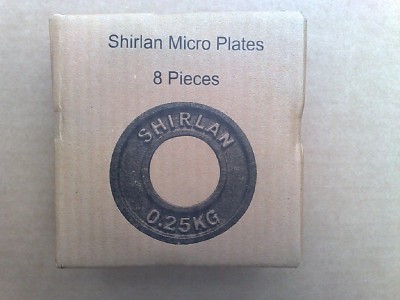 Shirlan Micro Plates
8 Pieces
SHIRLAN
0.25KG